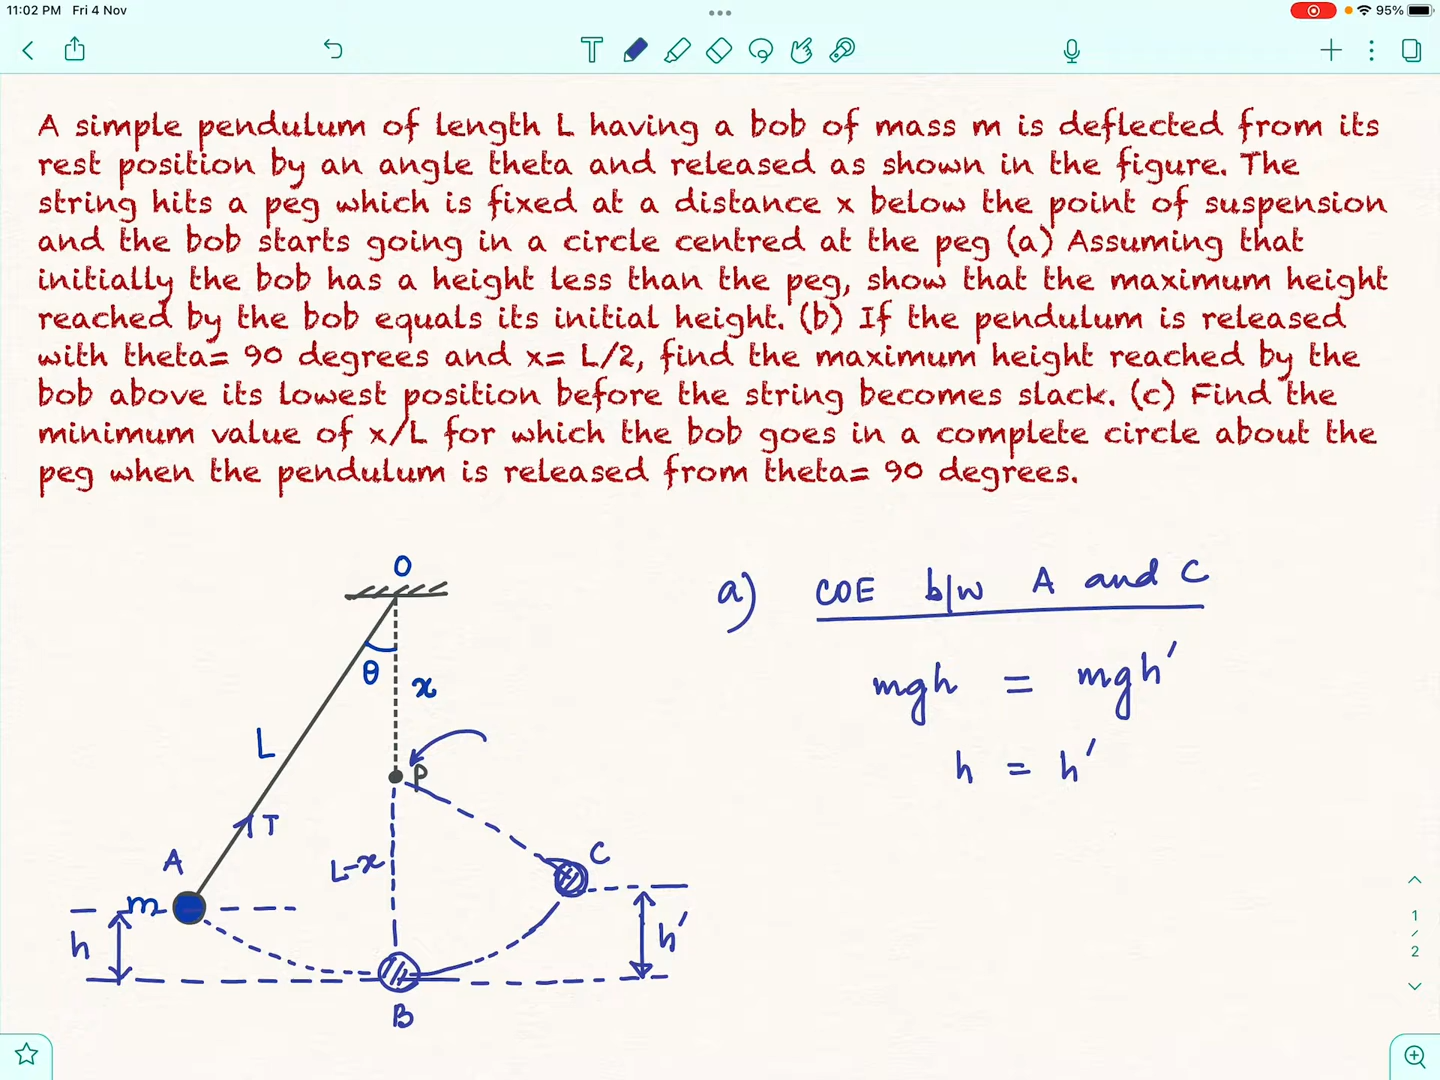 11:02 PM Fri 4 Nov
95%
A simple pendulum of length L having a bob of mass m is deflected from its
rest position by an angle theta and released as shown in the figure. The
string hits a peg which is fixed at a distance x below the point of suspension
and the bob starts going in a circle centred at the peg (a) Assuming that
initially the bob has a height less than the peg, show that the maximum height
reached by the bob equals its initial height. (b) If the pendulum is released
with theta= 90 degrees and x= L/2, find the maximum height reached by the
bob above its lowest position before the string becomes slack. (c) Find the
minimum value of x/L for which the bob goes in a complete circle about the
peg when the pendulum is released from theta= 90 degrees.
O
θ
x
L
P
T
A
L-x
C
m
h
h'
B
a) COE b/w A and C
mgh = mgh'
h = h'
1
/
2